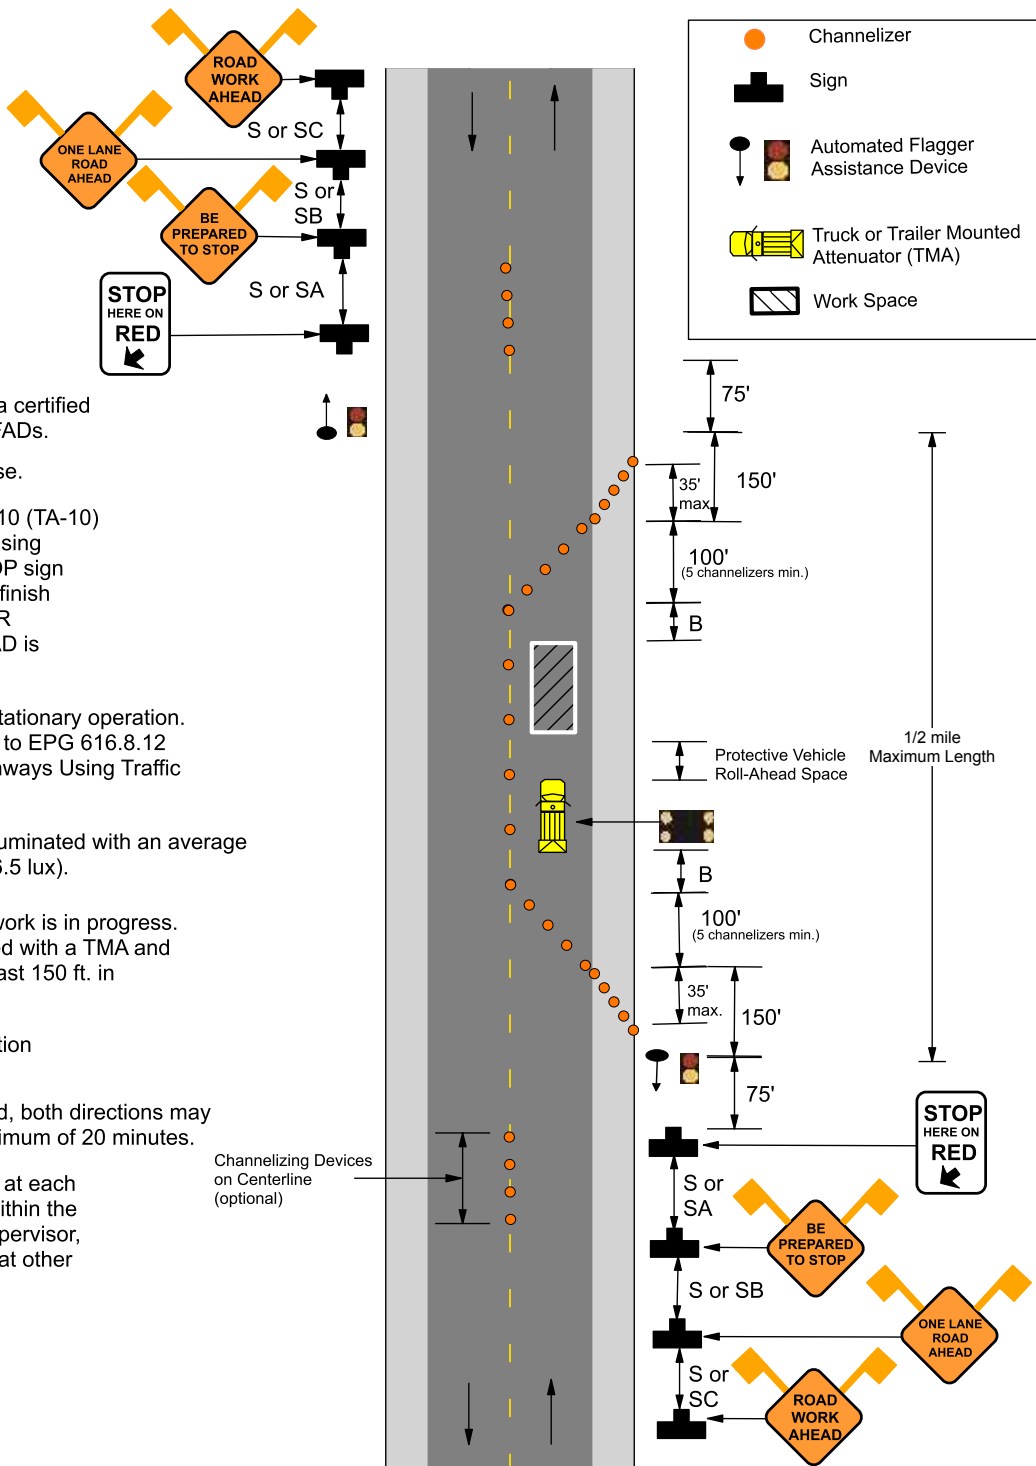 ROAD
WORK
AHEAD
S or SC
ONE LANE
ROAD
AHEAD
S or
SB
BE
PREPARED
TO STOP
S or SA
STOP
HERE ON
RED
Channelizer
Sign
Automated Flagger
Assistance Device
Truck or Trailer Mounted
Attenuator (TMA)
Work Space
a certified
FADs.
se.
10 (TA-10)
sing
OP sign
finish
R
AD is
tationary operation.
to EPG 616.8.12
hways Using Traffic
uminated with an average
6.5 lux).
work is in progress.
ed with a TMA and
ast 150 ft. in
tion
d, both directions may
imum of 20 minutes.
at each
ithin the
pervisor,
at other
75'
150'
35'
max.
100'
(5 channelizers min.)
B
1/2 mile
Maximum Length
Protective Vehicle
Roll-Ahead Space
B
100'
(5 channelizers min.)
35'
max.
150'
75'
Channelizing Devices
on Centerline
(optional)
STOP
HERE ON
RED
S or
SA
BE
PREPARED
TO STOP
S or SB
ONE LANE
ROAD
AHEAD
S or
SC
ROAD
WORK
AHEAD